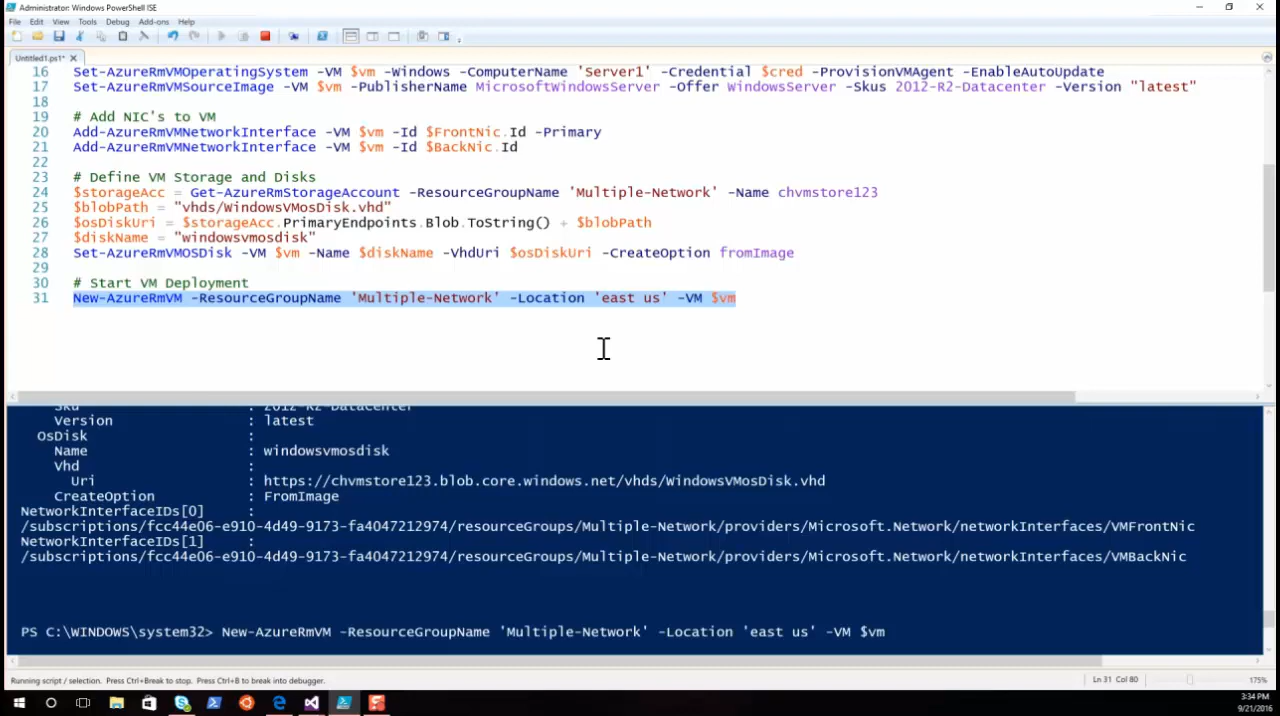 Administrator: Windows PowerShell ISE
File Edit View Tools Debug Add-ons Help
Untitled1.ps1*
16 Set-AzureRmVMOperatingSystem -VM $vm -Windows -ComputerName 'Server1' -Credential $cred -ProvisionVMAgent -EnableAutoUpdate
17 Set-AzureRmVMSourceImage -VM $vm -PublisherName MicrosoftWindowsServer -Offer WindowsServer -Skus 2012-R2-Datacenter -Version "latest"
18
19 # Add NIC's to VM
20 Add-AzureRmVMNetworkInterface -VM $vm -Id $FrontNic.Id -Primary
21 Add-AzureRmVMNetworkInterface -VM $vm -Id $BackNic.Id
22
23 # Define VM Storage and Disks
24 $storageAcc = Get-AzureRmStorageAccount -ResourceGroupName 'Multiple-Network' -Name chvmstore123
25 $blobPath = "vhds/WindowsVMosDisk.vhd"
26 $osDiskUri = $storageAcc.PrimaryEndpoints.Blob.ToString() + $blobPath
27 $diskName = "windowsvmosdisk"
28 Set-AzureRmVMOSDisk -VM $vm -Name $diskName -VhdUri $osDiskUri -CreateOption fromImage
29
30 # Start VM Deployment
31 New-AzureRmVM -ResourceGroupName 'Multiple-Network' -Location 'east us' -VM $vm
Sku : 2012-R2-DataCenter
Version : latest
OsDisk :
Name : windowsvmosdisk
Vhd :
Uri : https://chvmstore123.blob.core.windows.net/vhds/WindowsVMosDisk.vhd
CreateOption : FromImage
NetworkInterfaceIDs[0] :
/subscriptions/fcc44e06-e910-4d49-9173-fa4047212974/resourceGroups/Multiple-Network/providers/Microsoft.Network/networkInterfaces/VMFrontNic
NetworkInterfaceIDs[1] :
/subscriptions/fcc44e06-e910-4d49-9173-fa4047212974/resourceGroups/Multiple-Network/providers/Microsoft.Network/networkInterfaces/VMBackNic
PS C:\WINDOWS\system32> New-AzureRmVM -ResourceGroupName 'Multiple-Network' -Location 'east us' -VM $vm
Running script / selection. Press Ctrl+Break to stop. Press Ctrl+B to break into debugger.
Ln 31 Col 80
175%
3:34 PM
9/21/2016